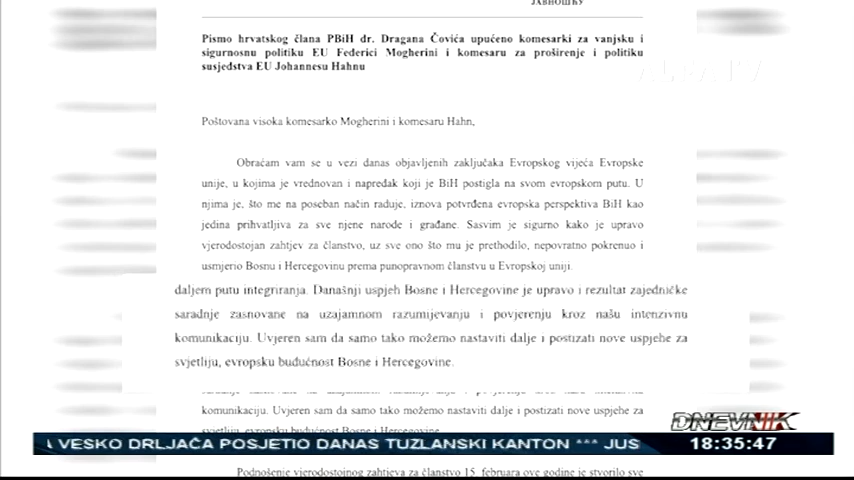 ЈАВНОШЋУ
Pismo hrvatskog člana PBiH dr. Dragana Čovića upućeno komesarki za vanjsku i
sigurnosnu politiku EU Federici Mogherini i komesaru za proširenje i politiku
susjedstva EU Johannesu Hahnu
ALFA TV
Poštovana visoka komesarko Mogherini i komesaru Hahn,
Obraćam vam se u vezi danas objavljenih zaključaka Evropskog vijeća Evropske
unije, u kojima je vrednovan i napredak koji je BiH postigla na svom evropskom putu. U
njima je, što me na poseban način raduje, iznova potvrđena evropska perspektiva BiH kao
jedina prihvatljiva za sve njene narode i građane. Sasvim je sigurno kako je upravo
vjerodostojan zahtjev za članstvo, uz sve ono što mu je prethodilo, nepovratno pokrenuo i
usmjerio Bosnu i Hercegovinu prema punopravnom članstvu u Evropskoj uniji.
daljem putu integriranja. Današnji uspjeh Bosne i Hercegovine je upravo i rezultat zajedničke
saradnje zasnovane na uzajamnom razumijevanju i povjerenju kroz našu intenzivnu
komunikaciju. Uvjeren sam da samo tako možemo nastaviti dalje i postizati nove uspjehe za
svjetliju, evropsku budućnost Bosne i Hercegovine.
komunikaciju. Uvjeren sam da samo tako možemo nastaviti dalje i postizati nove uspjehe za
svjetliju, evropsku budućnost Bosne i Hercegovine.
DNEVNIK
A VESKO DRLJAČA POSJETIO DANAS TUZLANSKI KANTON *** JUS
18:35:47
Podnošenje vjerodostojnog zahtjeva za članstvo 15. februara ove godine je stvorilo sve